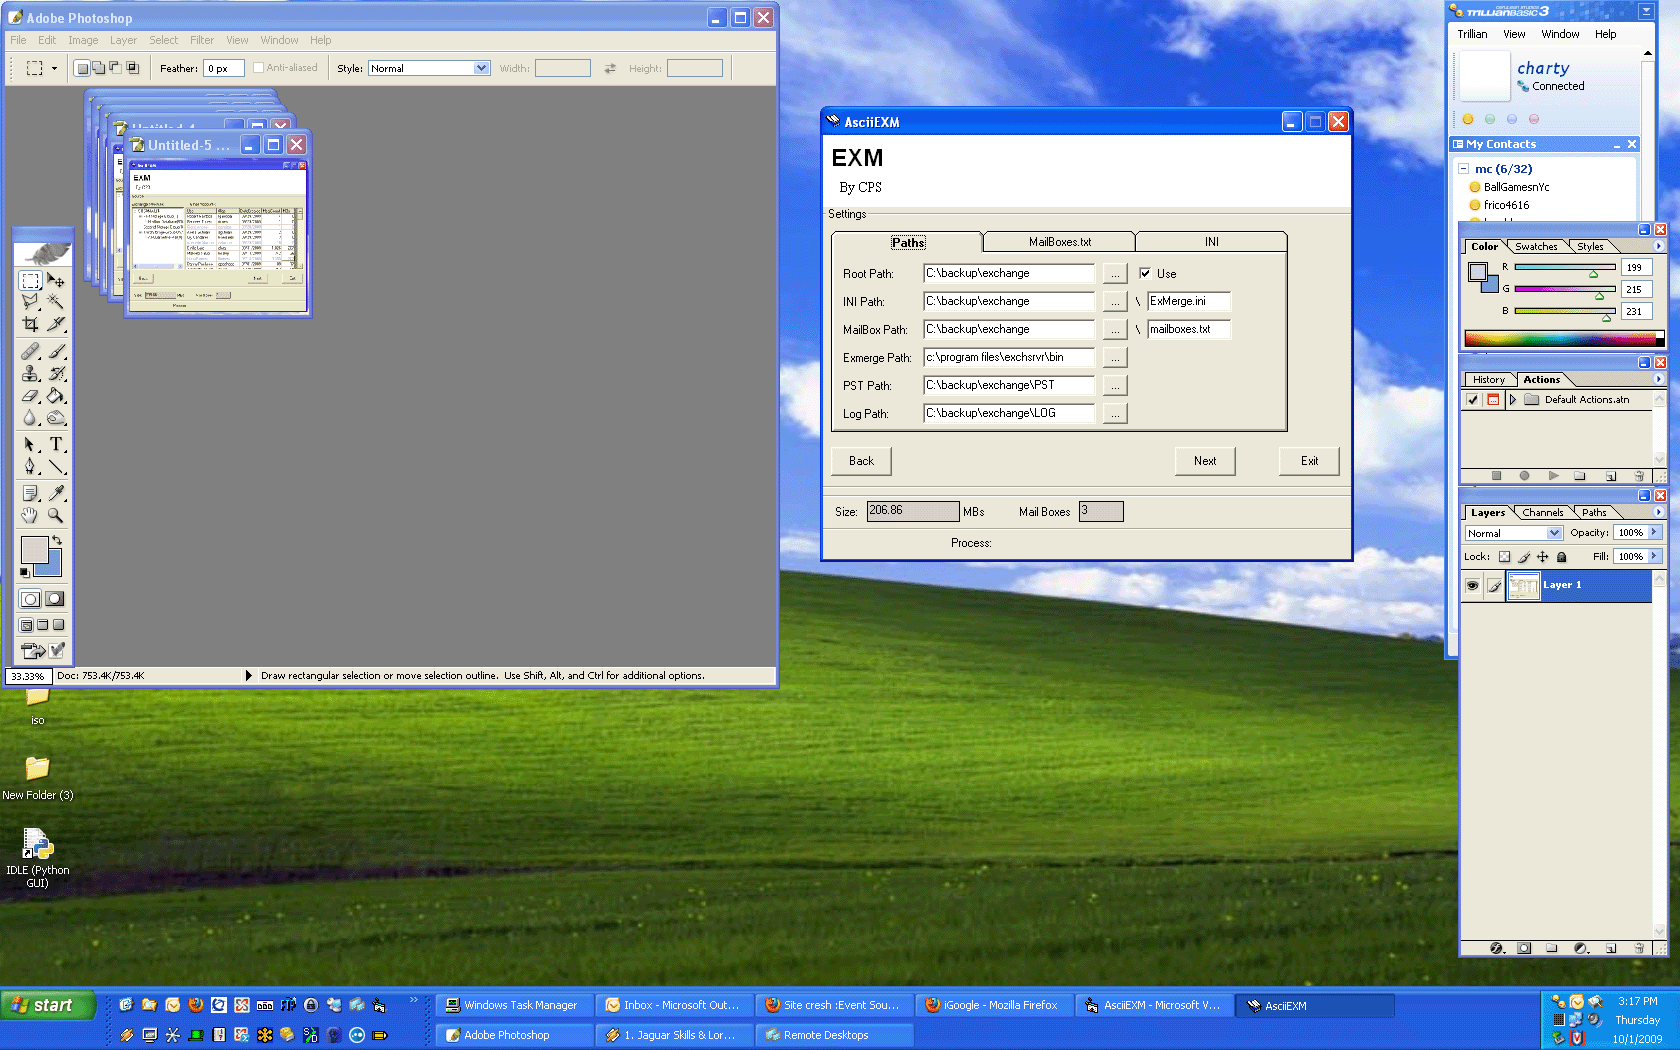 Adobe Photoshop
File Edit Image Layer Select Filter View Window Help
Feather: 0 px Anti-aliased Style: Normal Width: Height:
Untitled-4
Untitled-5 ...
EXM
By CPS
33.33% Doc: 753.4K/753.4K Draw rectangular selection or move selection outline. Use Shift, Alt, and Ctrl for additional options.
iso
New Folder (3)
IDLE (Python
GUI)
AsciiEXM
EXM
By CPS
Settings
Paths MailBoxes.txt INI
Root Path: C:\backup\exchange ... Use
INI Path: C:\backup\exchange ... \ ExMerge.ini
MailBox Path: C:\backup\exchange ... \ mailboxes.txt
Exmerge Path: c:\program files\exchsrvr\bin ...
PST Path: C:\backup\exchange\PST ...
Log Path: C:\backup\exchange\LOG ...
Back Next Exit
Size: 206.86 MBs Mail Boxes 3
Process:
CERULEAN STUDIOS
TRILLIAN BASIC 3
Trillian View Window Help
charty
Connected
My Contacts
mc (6/32)
BallGamesnYc
frico4616
Color Swatches Styles
R 199
G 215
B 231
History Actions
Default Actions.atn
Layers Channels Paths
Normal Opacity: 100%
Lock: Fill: 100%
Layer 1
start
Windows Task Manager
Inbox - Microsoft Out...
Site cresh :Event Sou...
iGoogle - Mozilla Firefox
AsciiEXM - Microsoft V...
AsciiEXM
Adobe Photoshop
1. Jaguar Skills & Lor...
Remote Desktops
3:17 PM
Thursday
10/1/2009